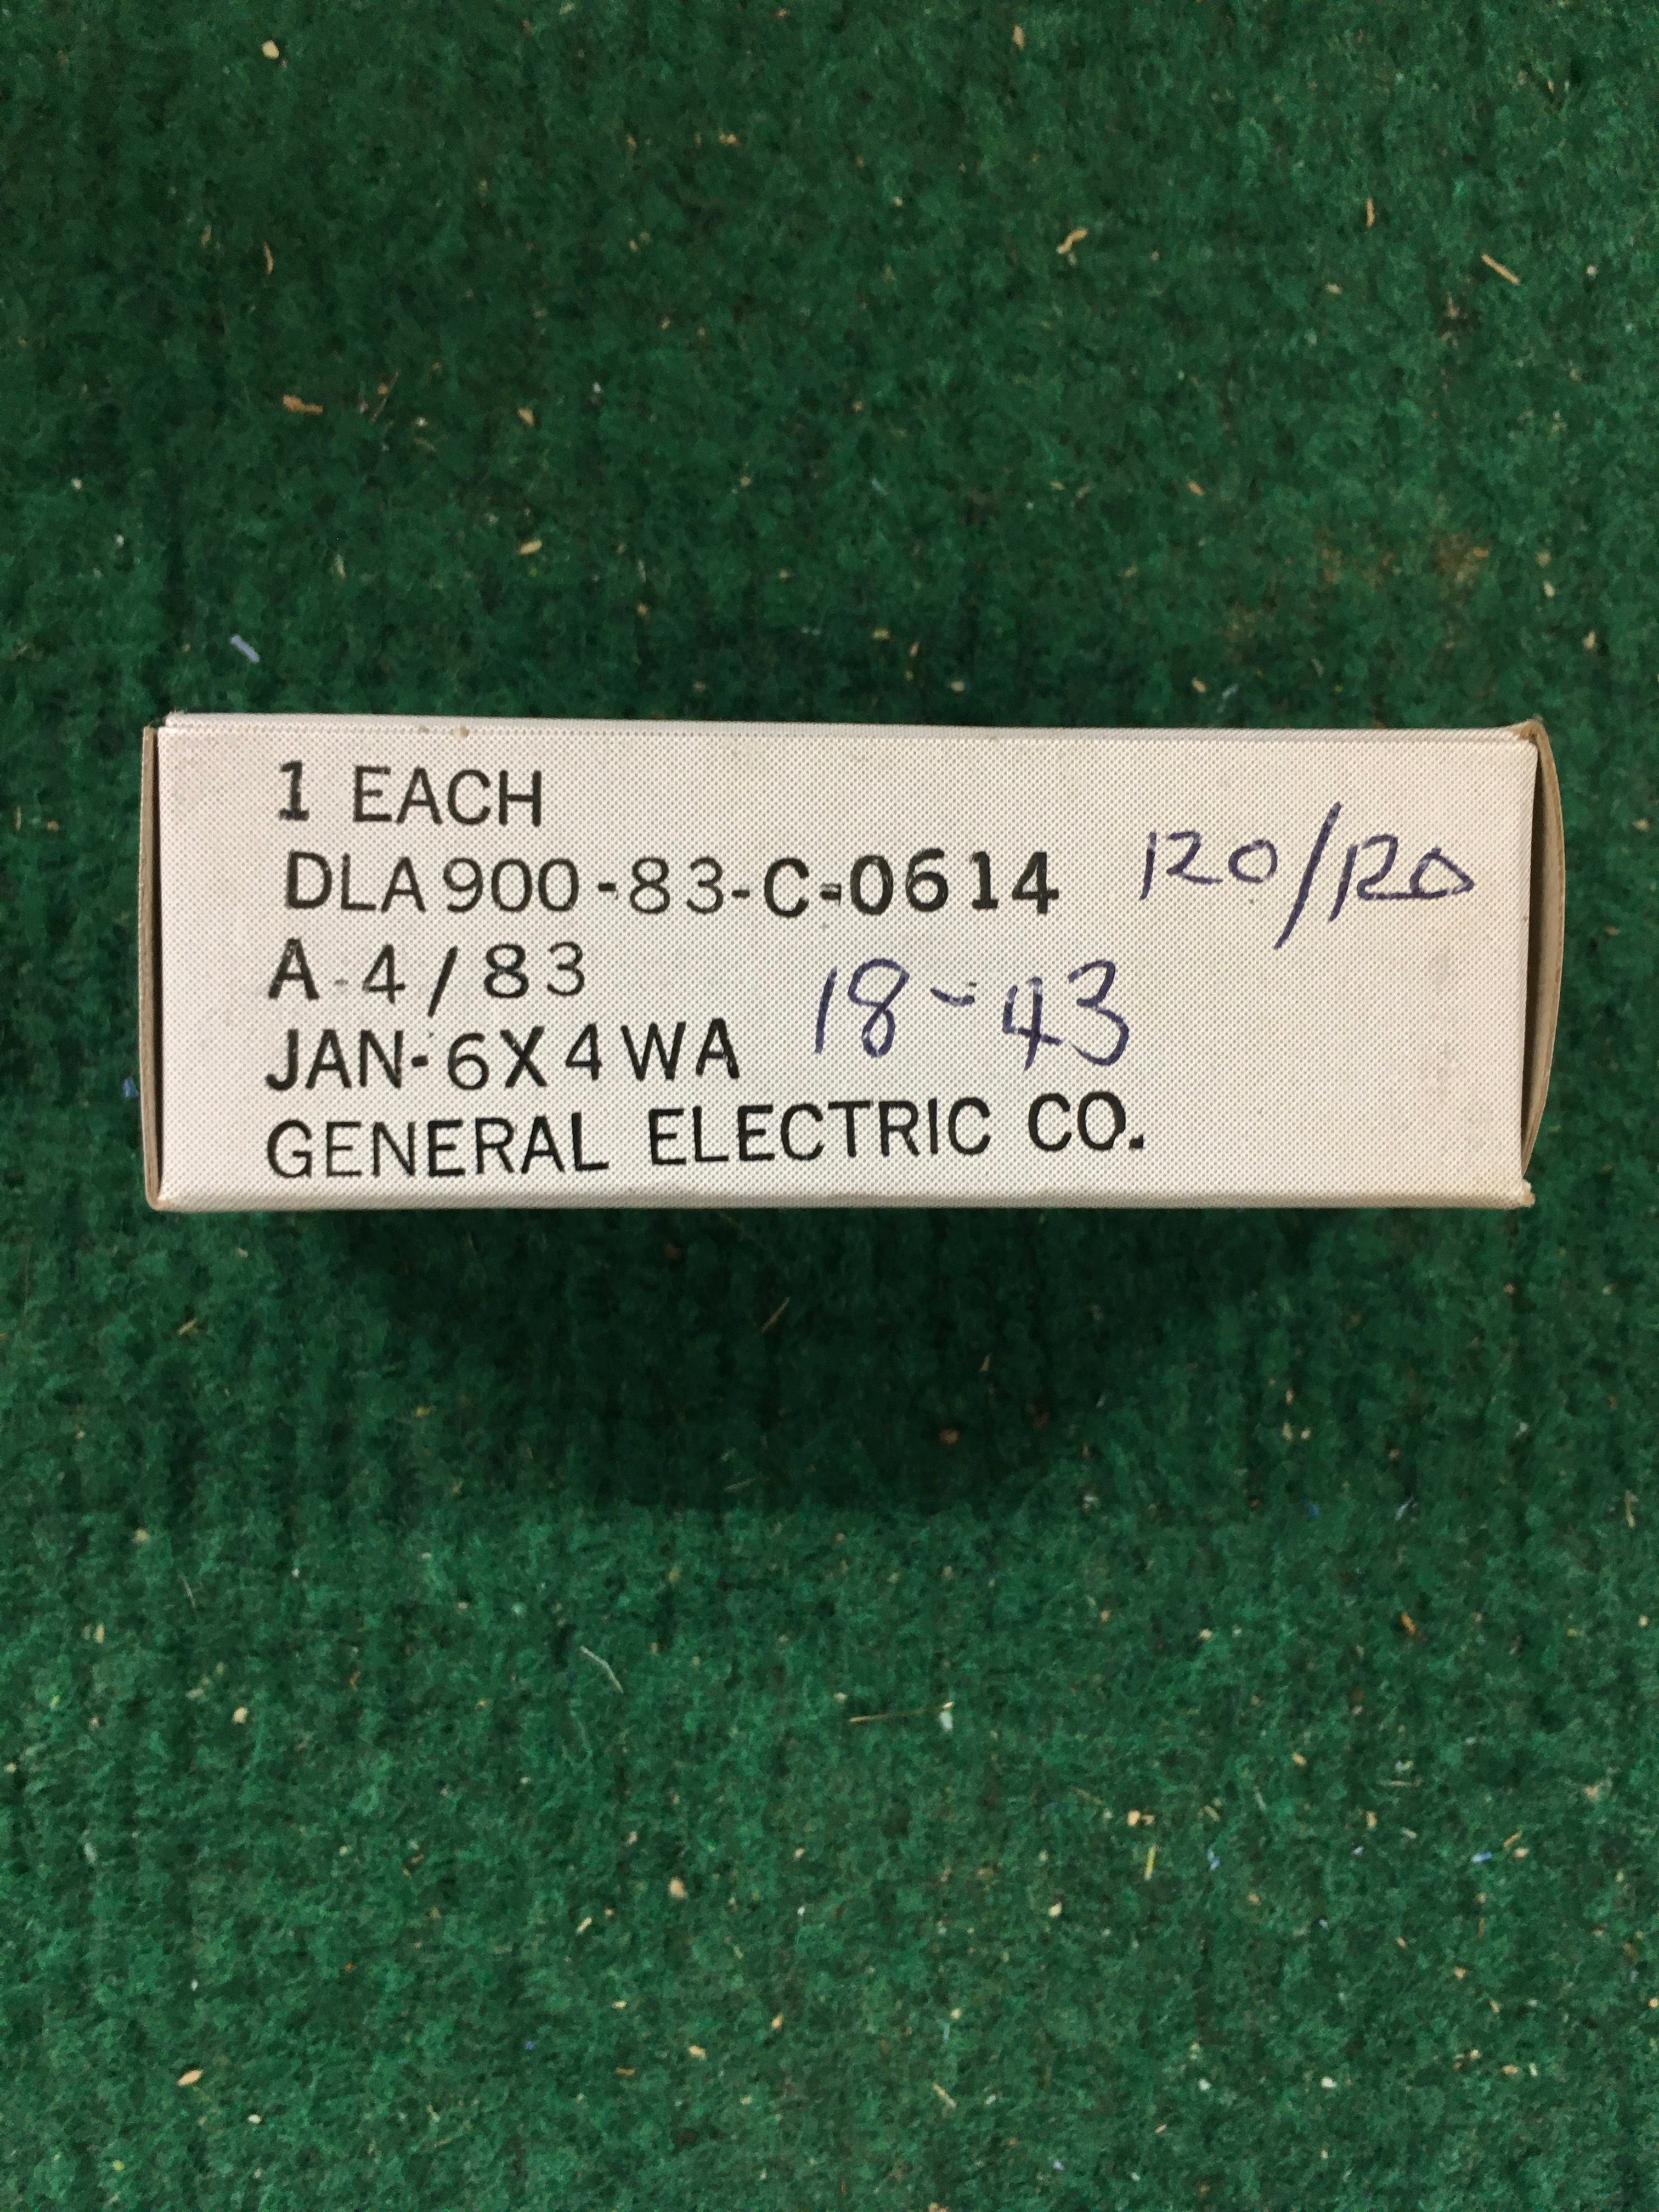 1 EACH
DLA900-83-C-0614 120/120
A-4/83
JAN-6X4WA 18-43
GENERAL ELECTRIC CO.